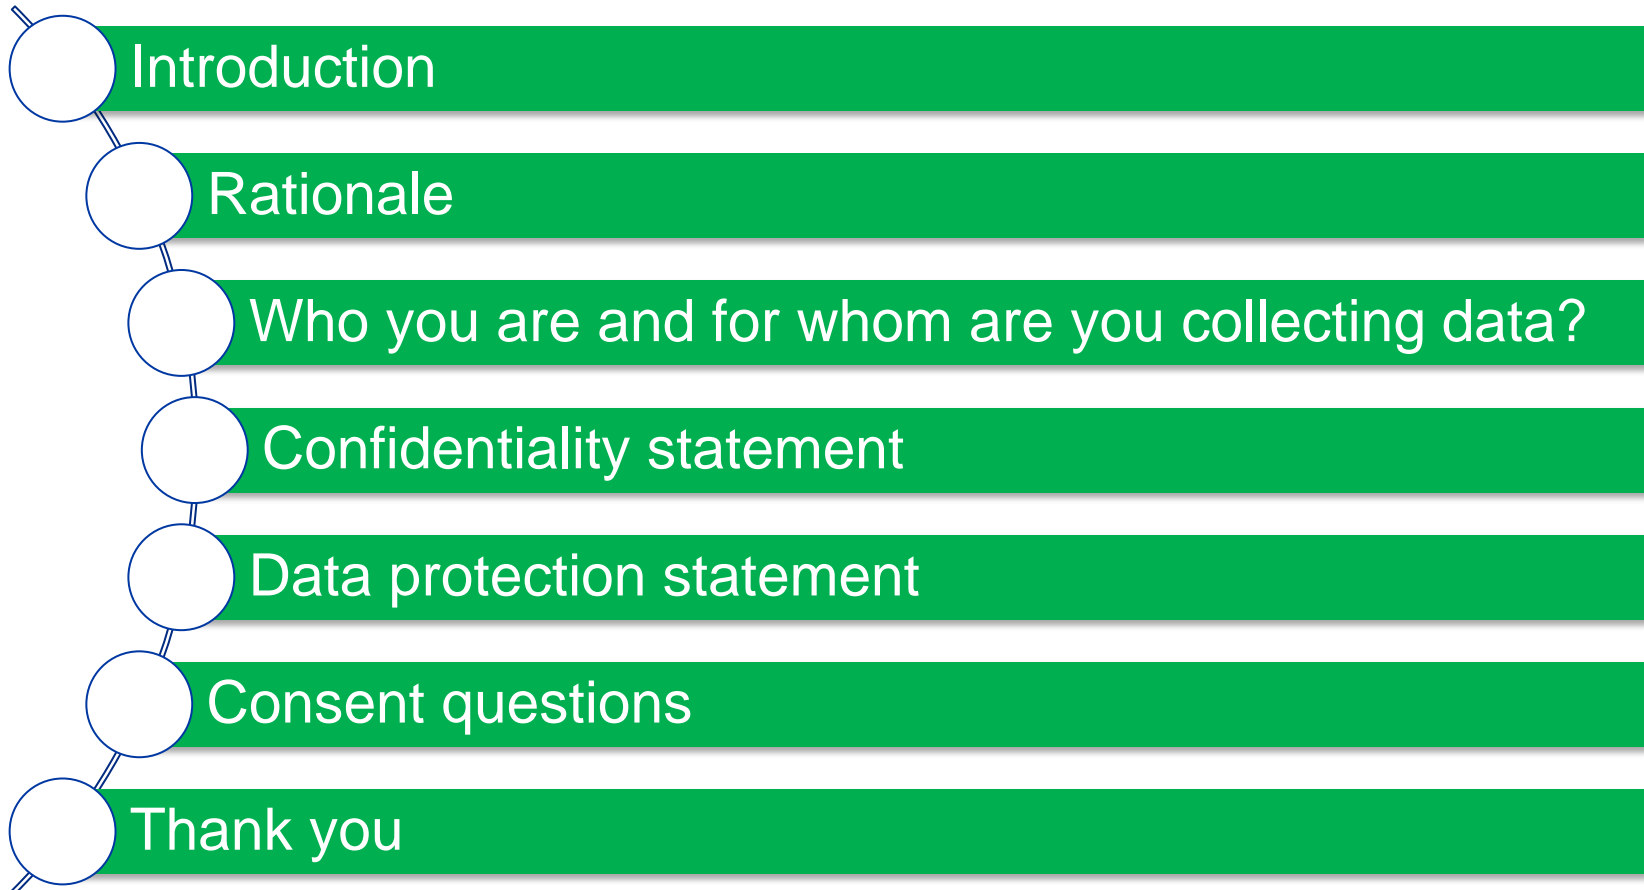 Introduction
Rationale
Who you are and for whom are you collecting data?
Confidentiality statement
Data protection statement
Consent questions
Thank you